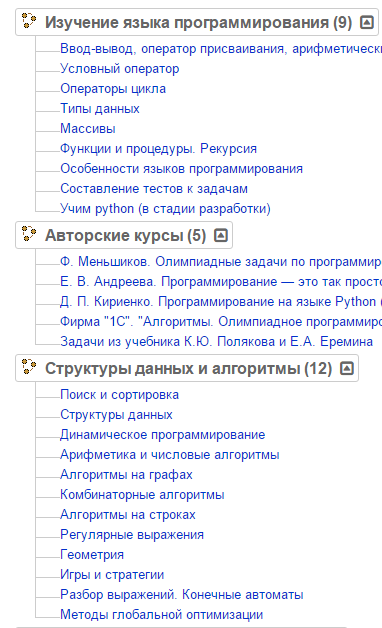 Изучение языка программирования (9)
Ввод-вывод, оператор присваивания, арифметическ
Условный оператор
Операторы цикла
Типы данных
Массивы
Функции и процедуры. Рекурсия
Особенности языков программирования
Составление тестов к задачам
Учим python (в стадии разработки)
Авторские курсы (5)
Ф. Меньшиков. Олимпиадные задачи по программир
Е. В. Андреева. Программирование — это так прост
Д. П. Кириенко. Программирование на языке Python (
Фирма "1С". "Алгоритмы. Олимпиадное программиро
Задачи из учебника К.Ю. Полякова и Е.А. Еремина
Структуры данных и алгоритмы (12)
Поиск и сортировка
Структуры данных
Динамическое программирование
Арифметика и числовые алгоритмы
Алгоритмы на графах
Комбинаторные алгоритмы
Алгоритмы на строках
Регулярные выражения
Геометрия
Игры и стратегии
Разбор выражений. Конечные автоматы
Методы глобальной оптимизации